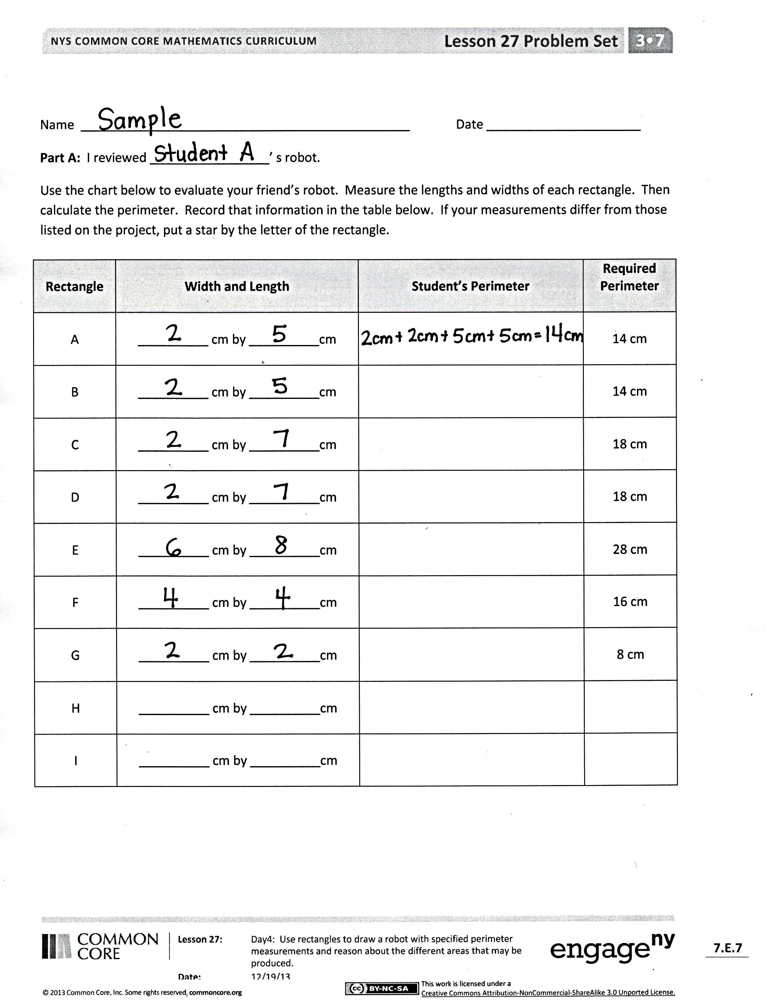 NYS COMMON CORE MATHEMATICS CURRICULUM Lesson 27 Problem Set 3•7
Name Sample Date
Part A: I reviewed Student A 's robot.
Use the chart below to evaluate your friend's robot. Measure the lengths and widths of each rectangle. Then
calculate the perimeter. Record that information in the table below. If your measurements differ from those
listed on the project, put a star by the letter of the rectangle.
Rectangle Width and Length Student's Perimeter Required Perimeter
A 2 cm by 5 cm 2cm + 2cm + 5cm + 5cm = 14cm 14 cm
B 2 cm by 5 cm 14 cm
C 2 cm by 7 cm 18 cm
D 2 cm by 7 cm 18 cm
E 6 cm by 8 cm 28 cm
F 4 cm by 4 cm 16 cm
G 2 cm by 2 cm 8 cm
H cm by cm
I cm by cm
COMMON CORE
Lesson 27: Day4: Use rectangles to draw a robot with specified perimeter
measurements and reason about the different areas that may be
produced.
Date: 12/19/13
engage ny
7.E.7
© 2013 Common Core, Inc. Some rights reserved. commoncore.org
cc BY-NC-SA
This work is licensed under a
Creative Commons Attribution-NonCommercial-ShareAlike 3.0 Unported License.